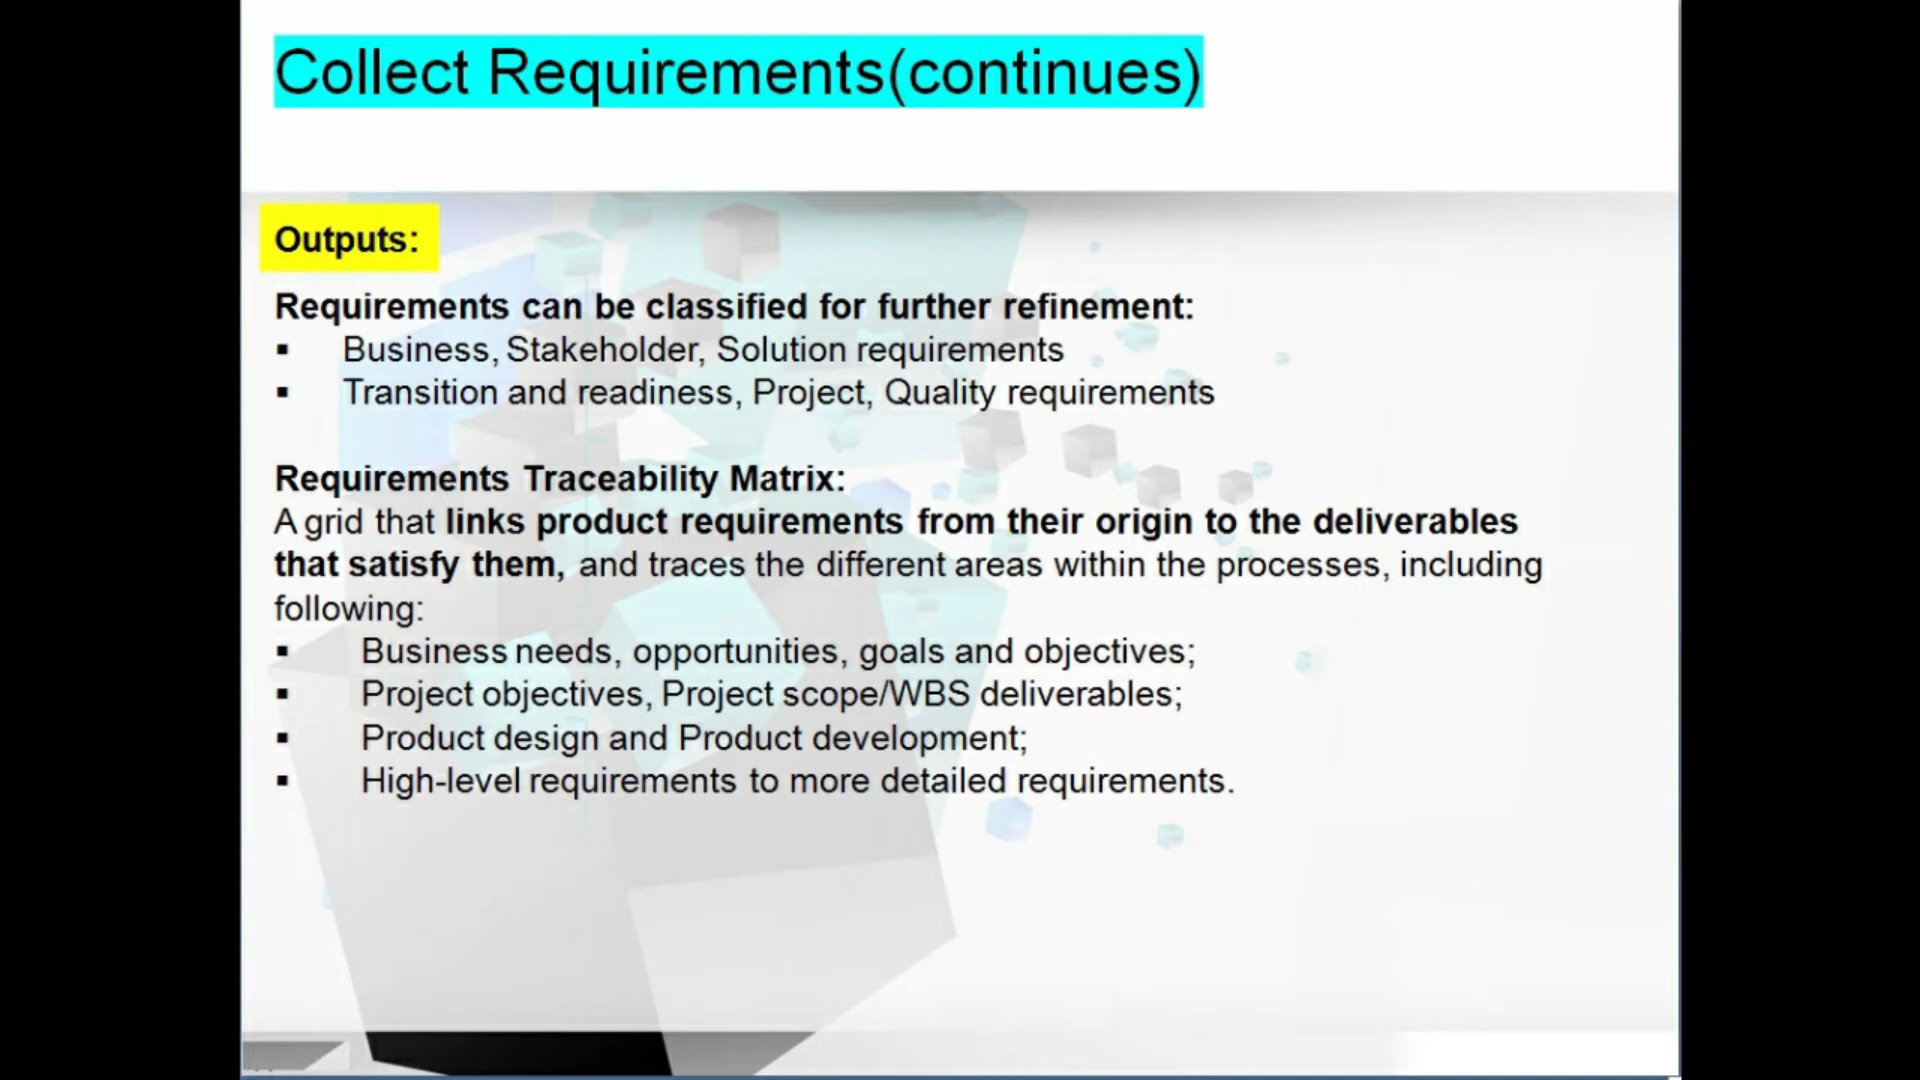 Collect Requirements(continues)
Outputs:
Requirements can be classified for further refinement:
▪ Business, Stakeholder, Solution requirements
▪ Transition and readiness, Project, Quality requirements
Requirements Traceability Matrix:
A grid that links product requirements from their origin to the deliverables
that satisfy them, and traces the different areas within the processes, including
following:
▪ Business needs, opportunities, goals and objectives;
▪ Project objectives, Project scope/WBS deliverables;
▪ Product design and Product development;
▪ High-level requirements to more detailed requirements.